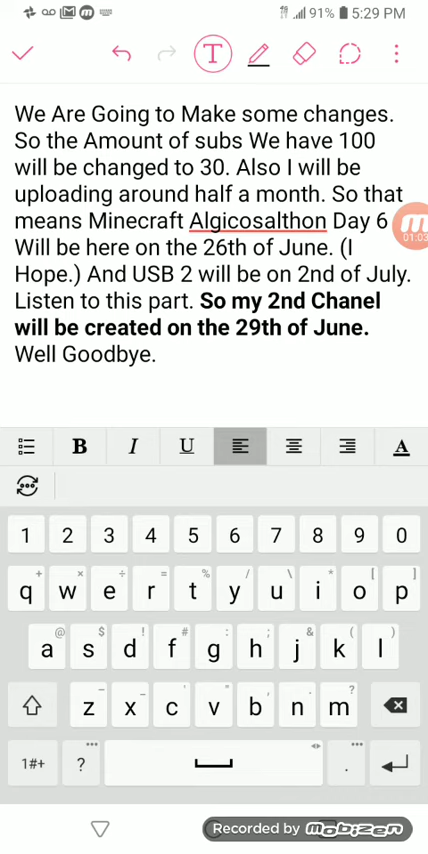 91% 5:29 PM
T
We Are Going to Make some changes.
So the Amount of subs We have 100
will be changed to 30. Also I will be
uploading around half a month. So that
means Minecraft Algicosalthon Day 6
Will be here on the 26th of June. (I
Hope.) And USB 2 will be on 2nd of July.
Listen to this part. So my 2nd Chanel
will be created on the 29th of June.
Well Goodbye.
01:03
B I U A
1 2 3 4 5 6 7 8 9 0
+ × ÷ = % / \ * [ ]
q w e r t y u i o p
@ $ ! # : ; & ( )
a s d f g h j k l
- _ ' " , . ?
z x c v b n m
1#+ ? .
Recorded by mobizen